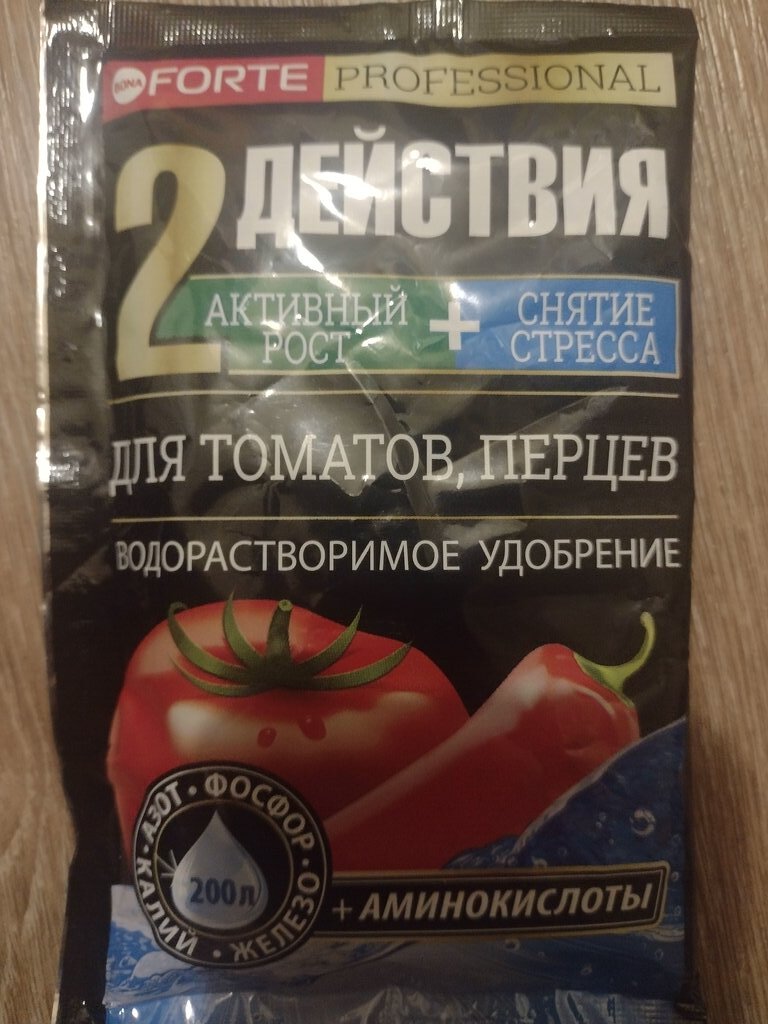 BONA FORTE PROFESSIONAL
2 ДЕЙСТВИЯ
АКТИВНЫЙ
РОСТ
+
СНЯТИЕ
СТРЕССА
ДЛЯ ТОМАТОВ, ПЕРЦЕВ
ВОДОРАСТВОРИМОЕ УДОБРЕНИЕ
АЗОТ • ФОСФОР • ЖЕЛЕЗО • КАЛИЙ •
200 л
+ АМИНОКИСЛОТЫ